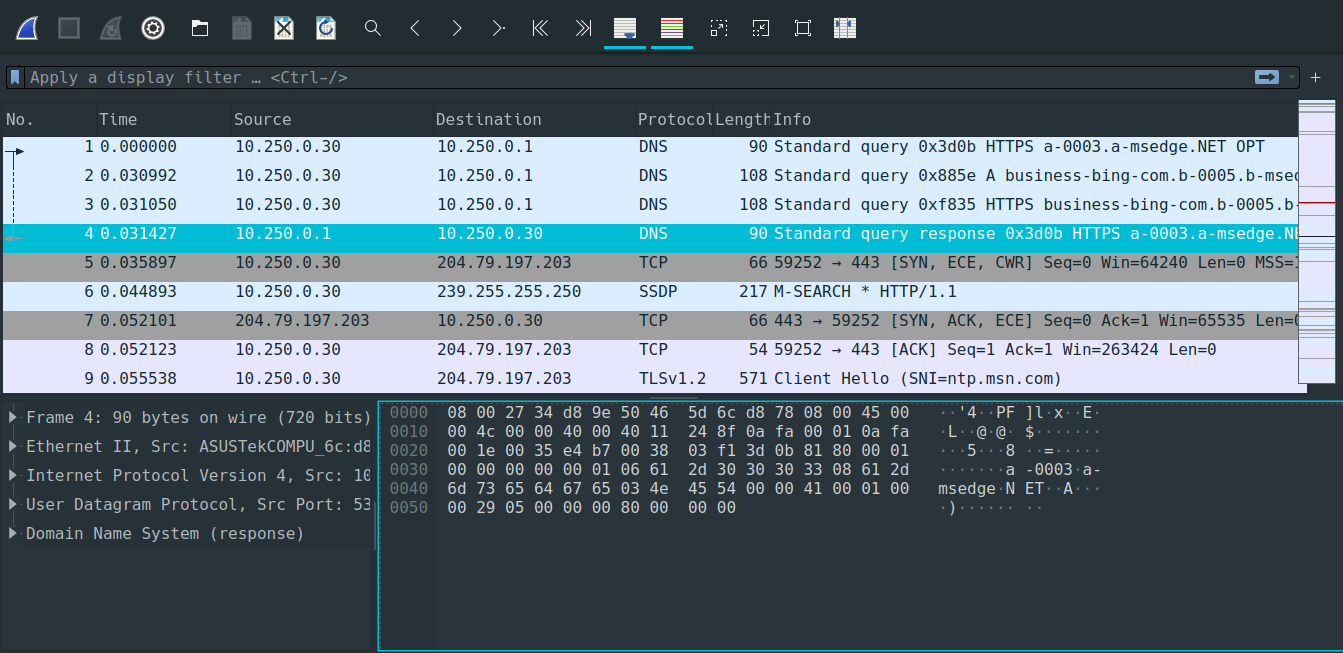 Apply a display filter … <Ctrl-/>
+
No. Time Source Destination Protocol Length Info
1 0.000000 10.250.0.30 10.250.0.1 DNS 90 Standard query 0x3d0b HTTPS a-0003.a-msedge.NET OPT
2 0.030992 10.250.0.30 10.250.0.1 DNS 108 Standard query 0x885e A business-bing-com.b-0005.b-msec
3 0.031050 10.250.0.30 10.250.0.1 DNS 108 Standard query 0xf835 HTTPS business-bing-com.b-0005.b-
4 0.031427 10.250.0.1 10.250.0.30 DNS 90 Standard query response 0x3d0b HTTPS a-0003.a-msedge.NE
5 0.035897 10.250.0.30 204.79.197.203 TCP 66 59252 → 443 [SYN, ECE, CWR] Seq=0 Win=64240 Len=0 MSS=1
6 0.044893 10.250.0.30 239.255.255.250 SSDP 217 M-SEARCH * HTTP/1.1
7 0.052101 204.79.197.203 10.250.0.30 TCP 66 443 → 59252 [SYN, ACK, ECE] Seq=0 Ack=1 Win=65535 Len=0
8 0.052123 10.250.0.30 204.79.197.203 TCP 54 59252 → 443 [ACK] Seq=1 Ack=1 Win=263424 Len=0
9 0.055538 10.250.0.30 204.79.197.203 TLSv1.2 571 Client Hello (SNI=ntp.msn.com)
Frame 4: 90 bytes on wire (720 bits)
Ethernet II, Src: ASUSTekCOMPU_6c:d8
Internet Protocol Version 4, Src: 10
User Datagram Protocol, Src Port: 53
Domain Name System (response)
0000 08 00 27 34 d8 9e 50 46 5d 6c d8 78 08 00 45 00 ··'4··PF ]l·x··E·
0010 00 4c 00 00 40 00 40 11 24 8f 0a fa 00 01 0a fa ·L··@·@· $·······
0020 00 1e 00 35 e4 b7 00 38 03 f1 3d 0b 81 80 00 01 ···5···8 ··=·····
0030 00 00 00 00 00 01 06 61 2d 30 30 30 33 08 61 2d ·······a -0003·a-
0040 6d 73 65 64 67 65 03 4e 45 54 00 00 41 00 01 00 msedge·N ET··A···
0050 00 29 05 00 00 00 80 00 00 00 ·)······ ··